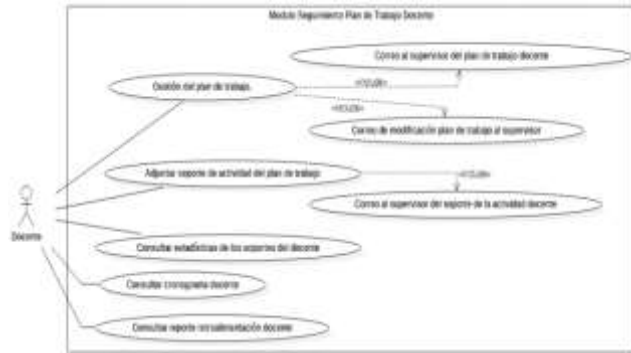 Modulo Seguimiento Plan de Trabajo Docente
Correo al supervisor del plan de trabajo docente
Gestión del plan de trabajo.
Correo de modificación plan de trabajo al supervisor
Adjuntar soporte de actividad del plan de trabajo
Correo al supervisor del soporte de la actividad docente
Docente
Consultar estadísticas de los soportes del docente
Consultar cronograma docente
Consultar reporte retroalimentación docente